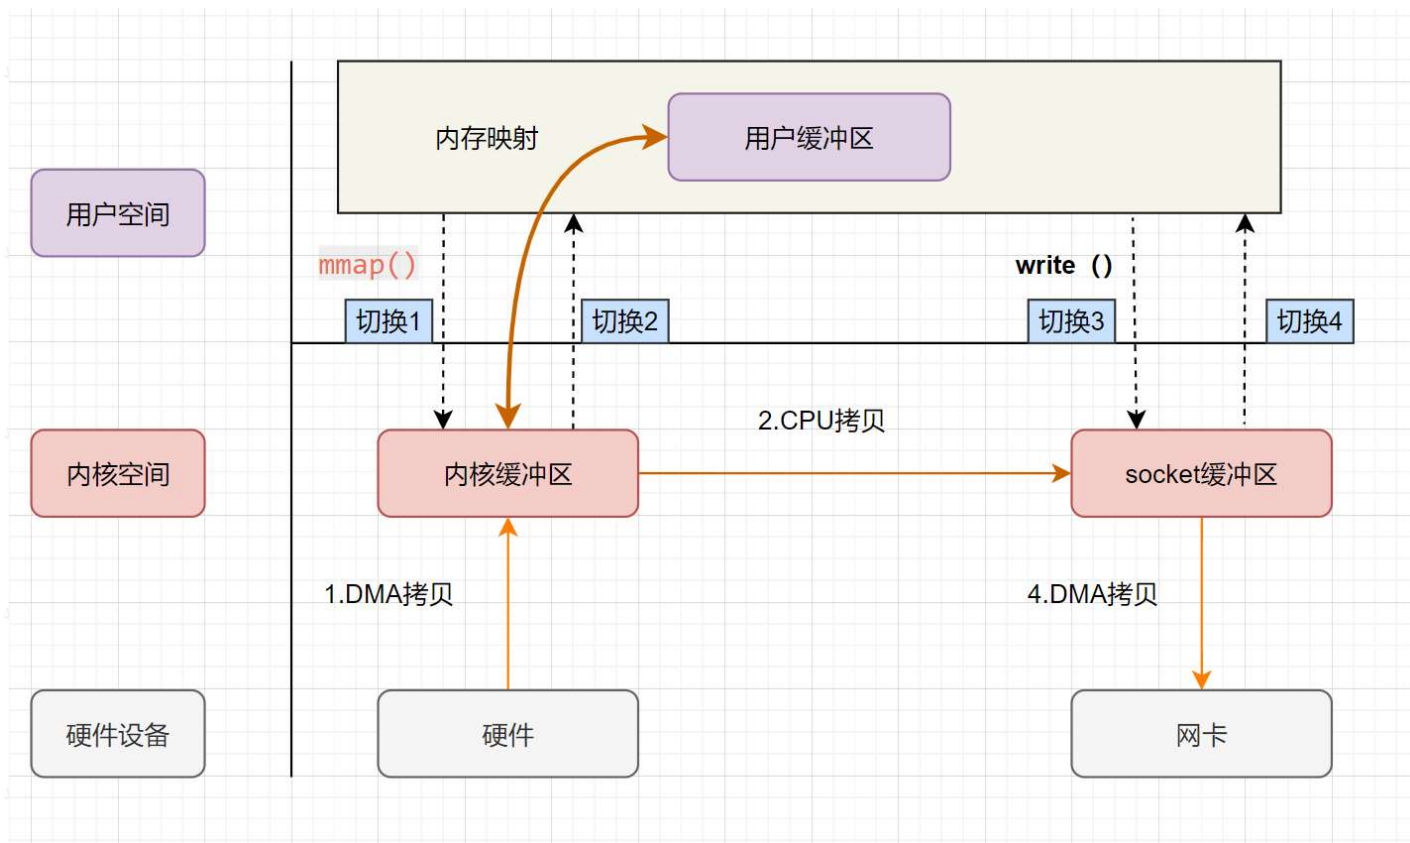 内存映射
用户缓冲区
用户空间
mmap()
write（）
切换1
切换2
切换3
切换4
2.CPU拷贝
内核空间
内核缓冲区
socket缓冲区
1.DMA拷贝
4.DMA拷贝
硬件设备
硬件
网卡